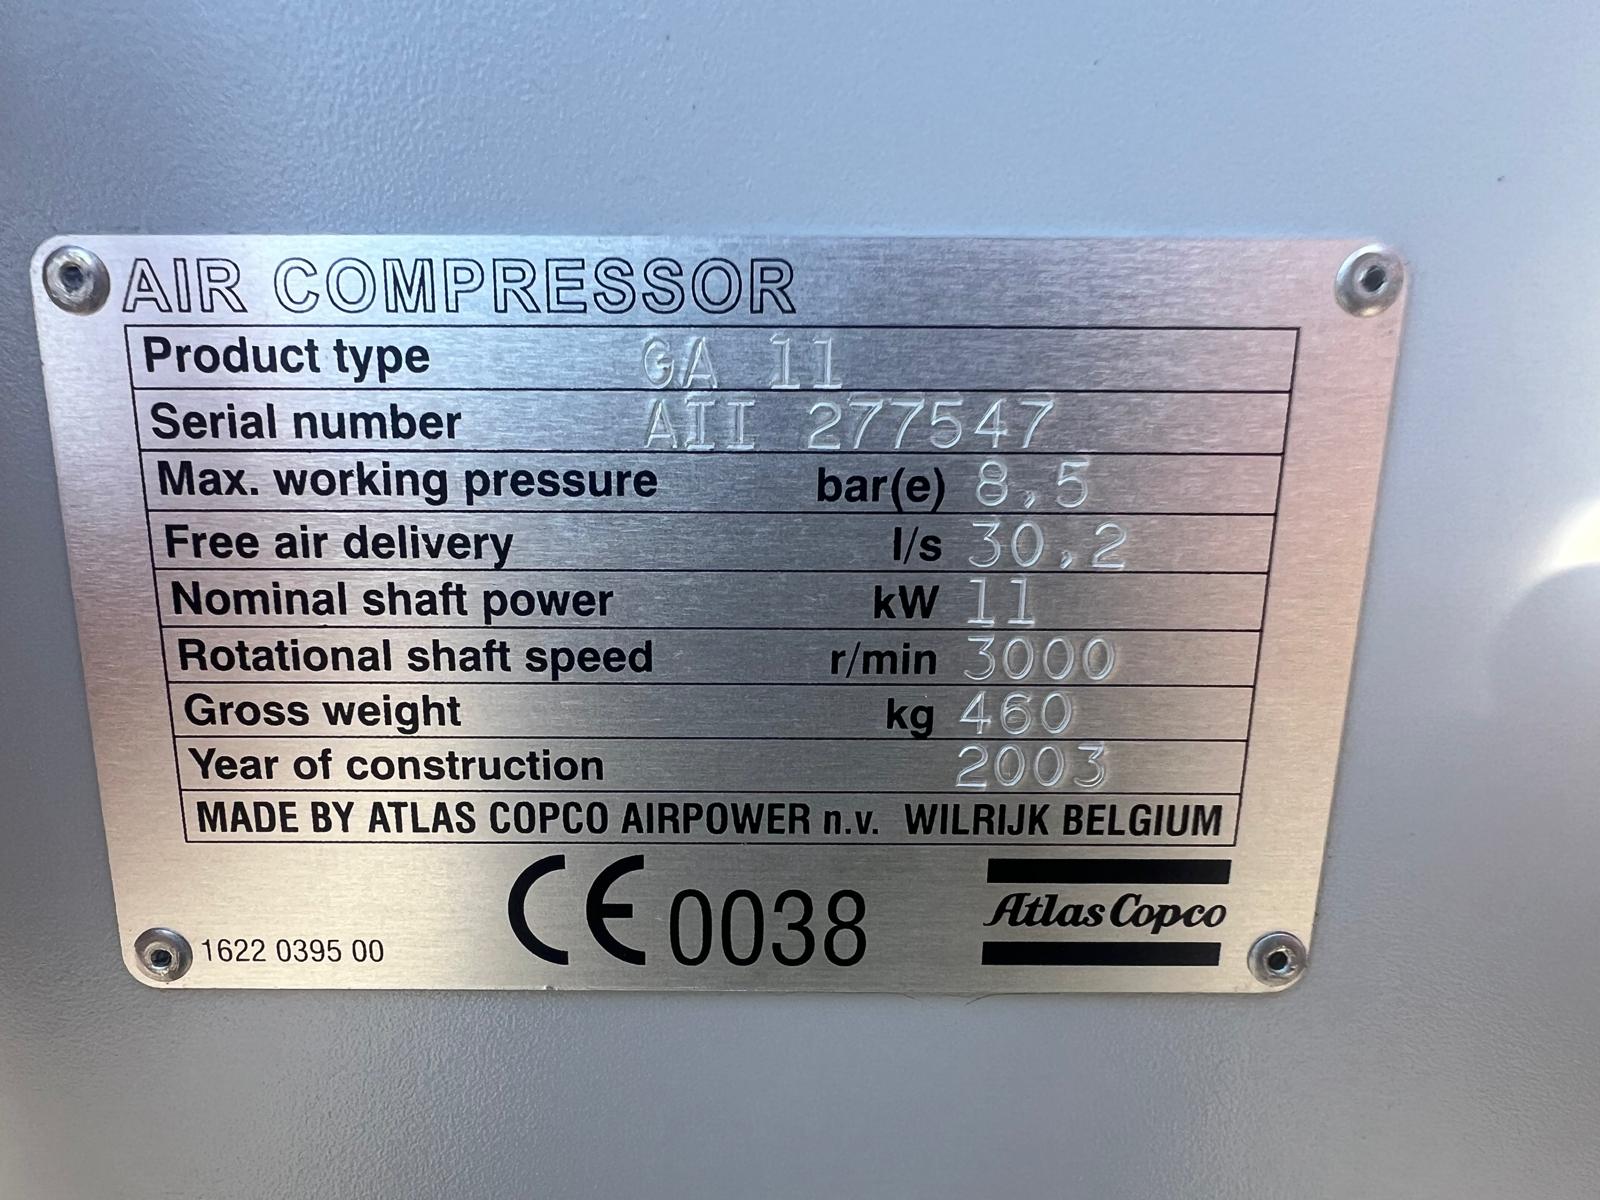 AIR COMPRESSOR
Product type GA 11
Serial number AII 277547
Max. working pressure bar(e) 8,5
Free air delivery l/s 30,2
Nominal shaft power kW 11
Rotational shaft speed r/min 3000
Gross weight kg 460
Year of construction 2003
MADE BY ATLAS COPCO AIRPOWER n.v. WILRIJK BELGIUM
CE 0038
Atlas Copco
1622 0395 00